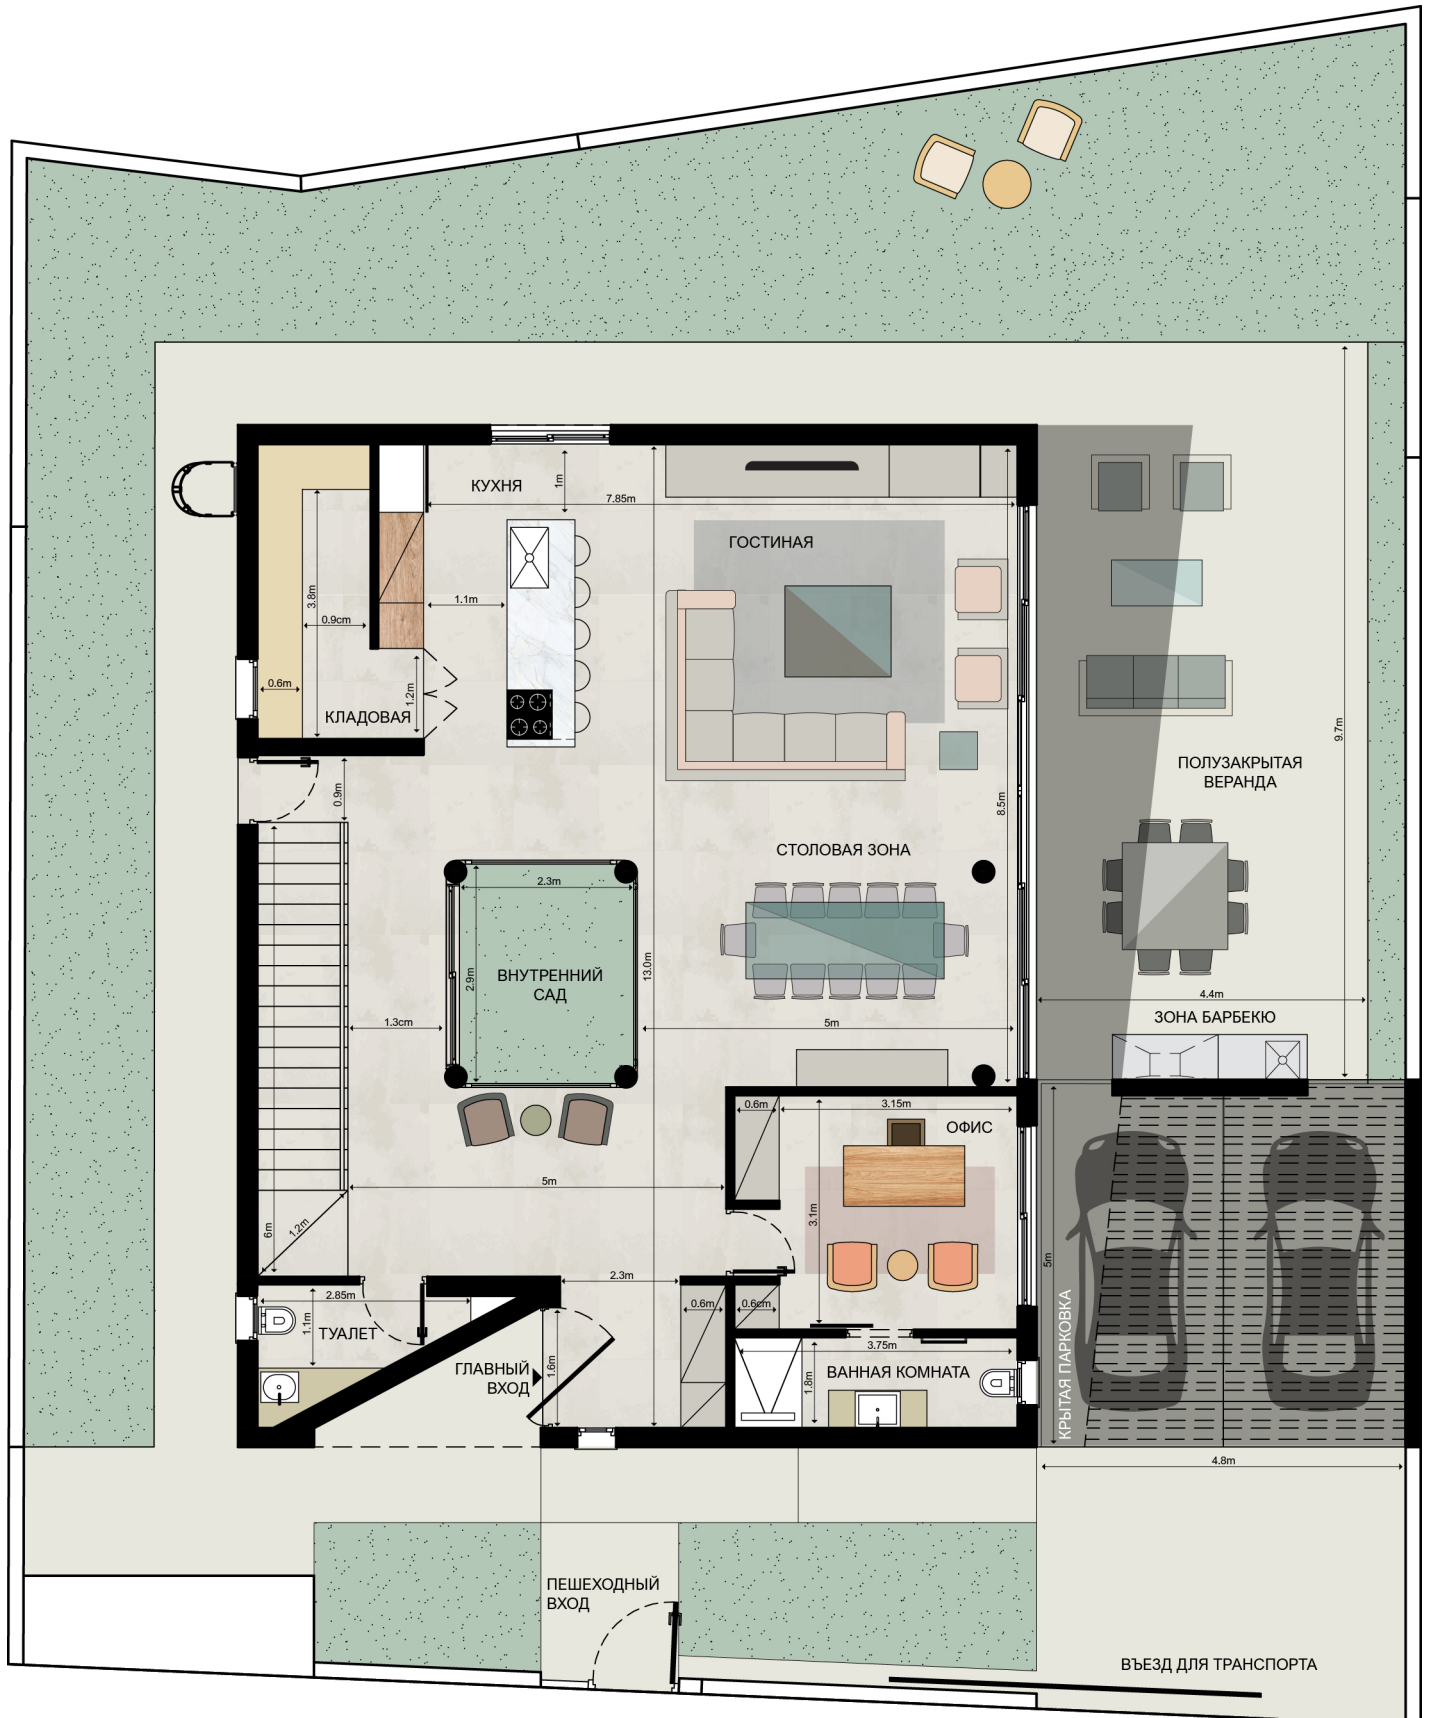 КУХНЯ
1m
7.85m
ГОСТИНАЯ
3.8m
0.9cm
1.1m
0.6m
1.2m
КЛАДОВАЯ
9.7m
ПОЛУЗАКРЫТАЯ
ВЕРАНДА
0.9m
8.5m
СТОЛОВАЯ ЗОНА
2.3m
2.9m
ВНУТРЕННИЙ
САД
13.0m
1.3cm
5m
4.4m
ЗОНА БАРБЕКЮ
0.6m
3.15m
ОФИС
5m
3.1m
6m
1.2m
5m
2.3m
2.85m
1.1m
ТУАЛЕТ
0.6m
0.6cm
КРЫТАЯ ПАРКОВКА
ГЛАВНЫЙ
ВХОД
1.6m
3.75m
1.8m
ВАННАЯ КОМНАТА
4.8m
ПЕШЕХОДНЫЙ
ВХОД
ВЪЕЗД ДЛЯ ТРАНСПОРТА